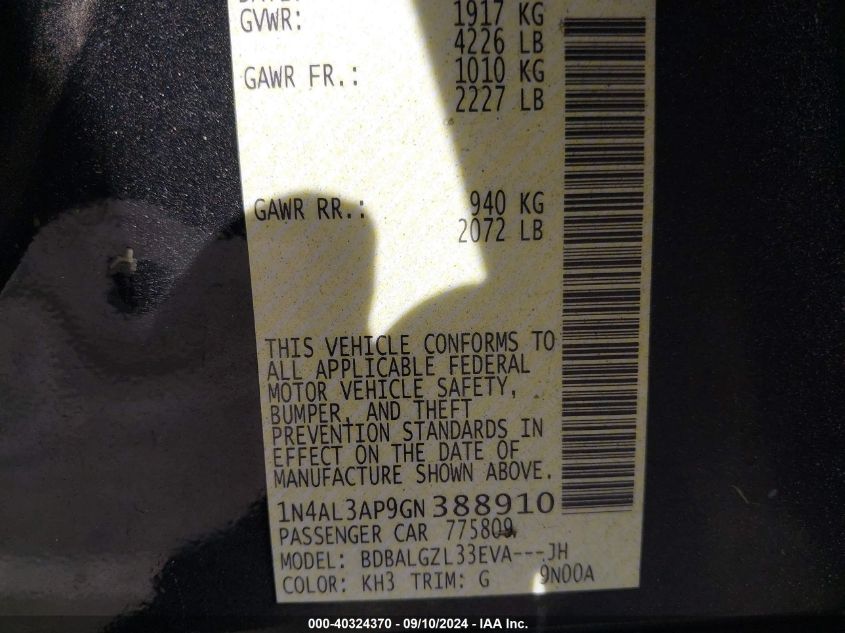 GVWR: 1917 KG
4226 LB
GAWR FR.: 1010 KG
2227 LB
GAWR RR.: 940 KG
2072 LB
THIS VEHICLE CONFORMS TO
ALL APPLICABLE FEDERAL
MOTOR VEHICLE SAFETY,
BUMPER, AND THEFT
PREVENTION STANDARDS IN
EFFECT ON THE DATE OF
MANUFACTURE SHOWN ABOVE.
1N4AL3AP9GN388910
PASSENGER CAR 775809
MODEL: BDBALGZL33EVA---JH
COLOR: KH3 TRIM: G 9N00A
000-40324370 - 09/10/2024 - IAA Inc.